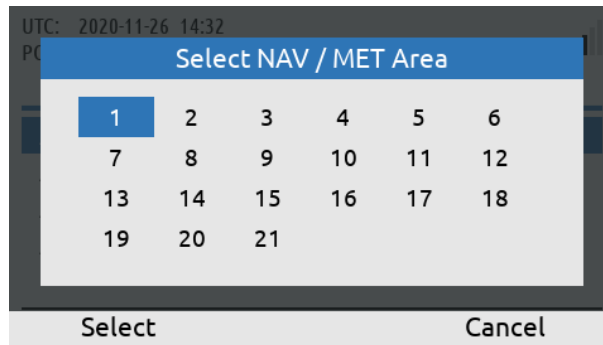 UTC: 2020-11-26 14:32
Select NAV / MET Area
1 2 3 4 5 6
7 8 9 10 11 12
13 14 15 16 17 18
19 20 21
Select Cancel